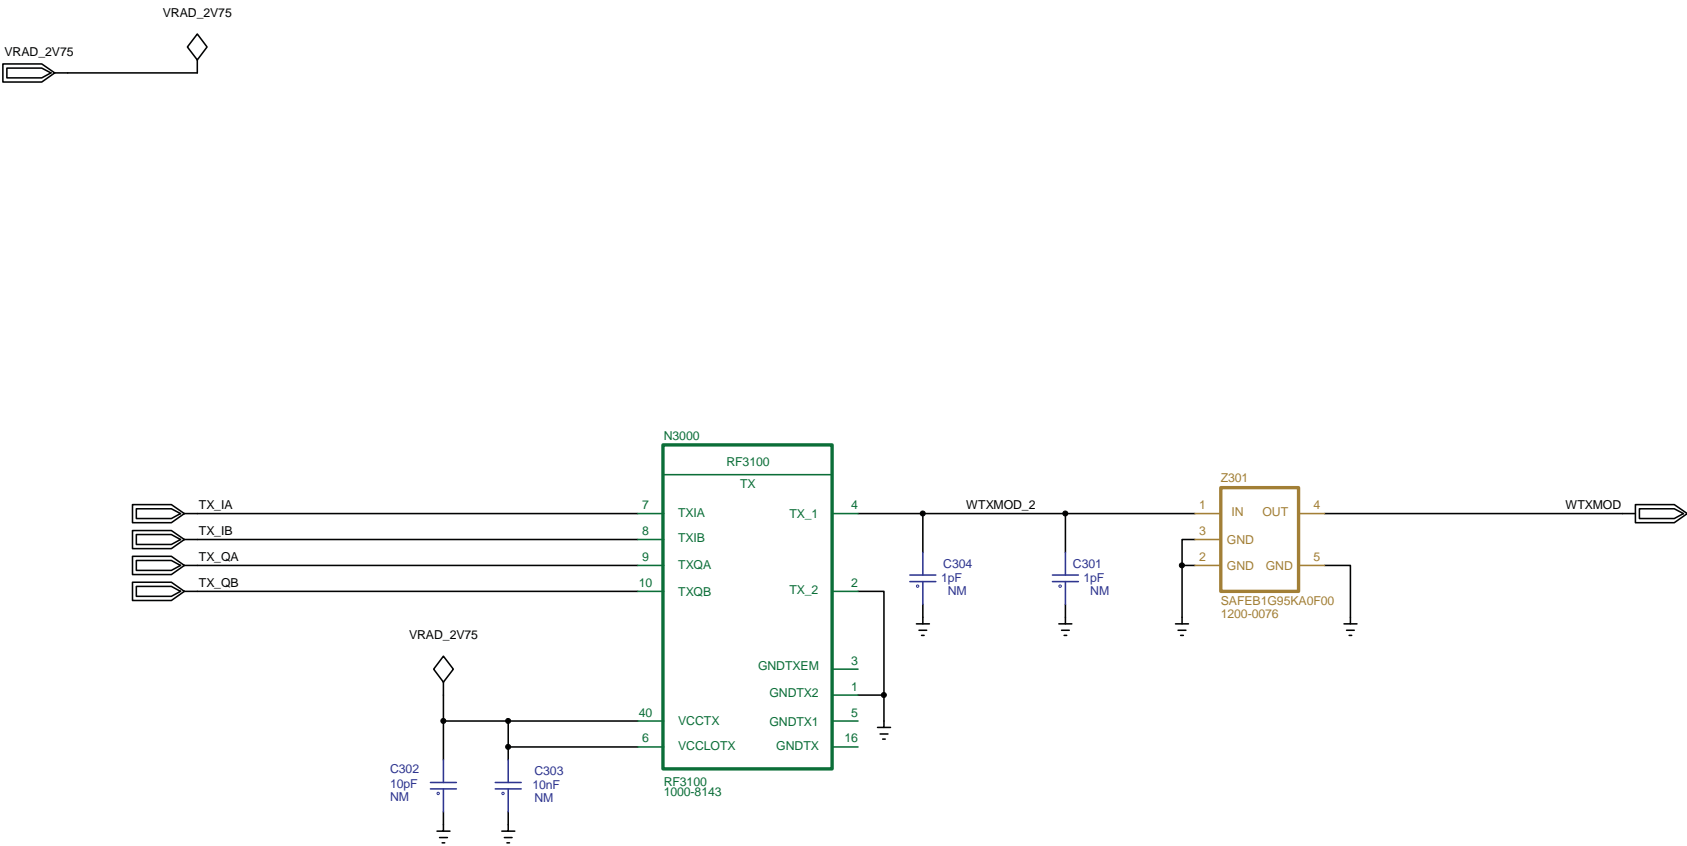 VRAD_2V75
VRAD_2V75
N3000
RF3100
TX
TX_IA
7
TXIA
TX_1
4
WTXMOD_2
TX_IB
8
TXIB
TX_QA
9
TXQA
TX_QB
10
TXQB
TX_2
2
GNDTXEM
3
GNDTX2
1
VRAD_2V75
40
VCCTX
GNDTX1
5
6
VCCLOTX
GNDTX
16
RF3100
1000-8143
C302
10pF
NM
C303
10nF
NM
C304
1pF
NM
C301
1pF
NM
Z301
1
IN
OUT
4
3
GND
2
GND
GND
5
SAFEB1G95KA0F00
1200-0076
WTXMOD